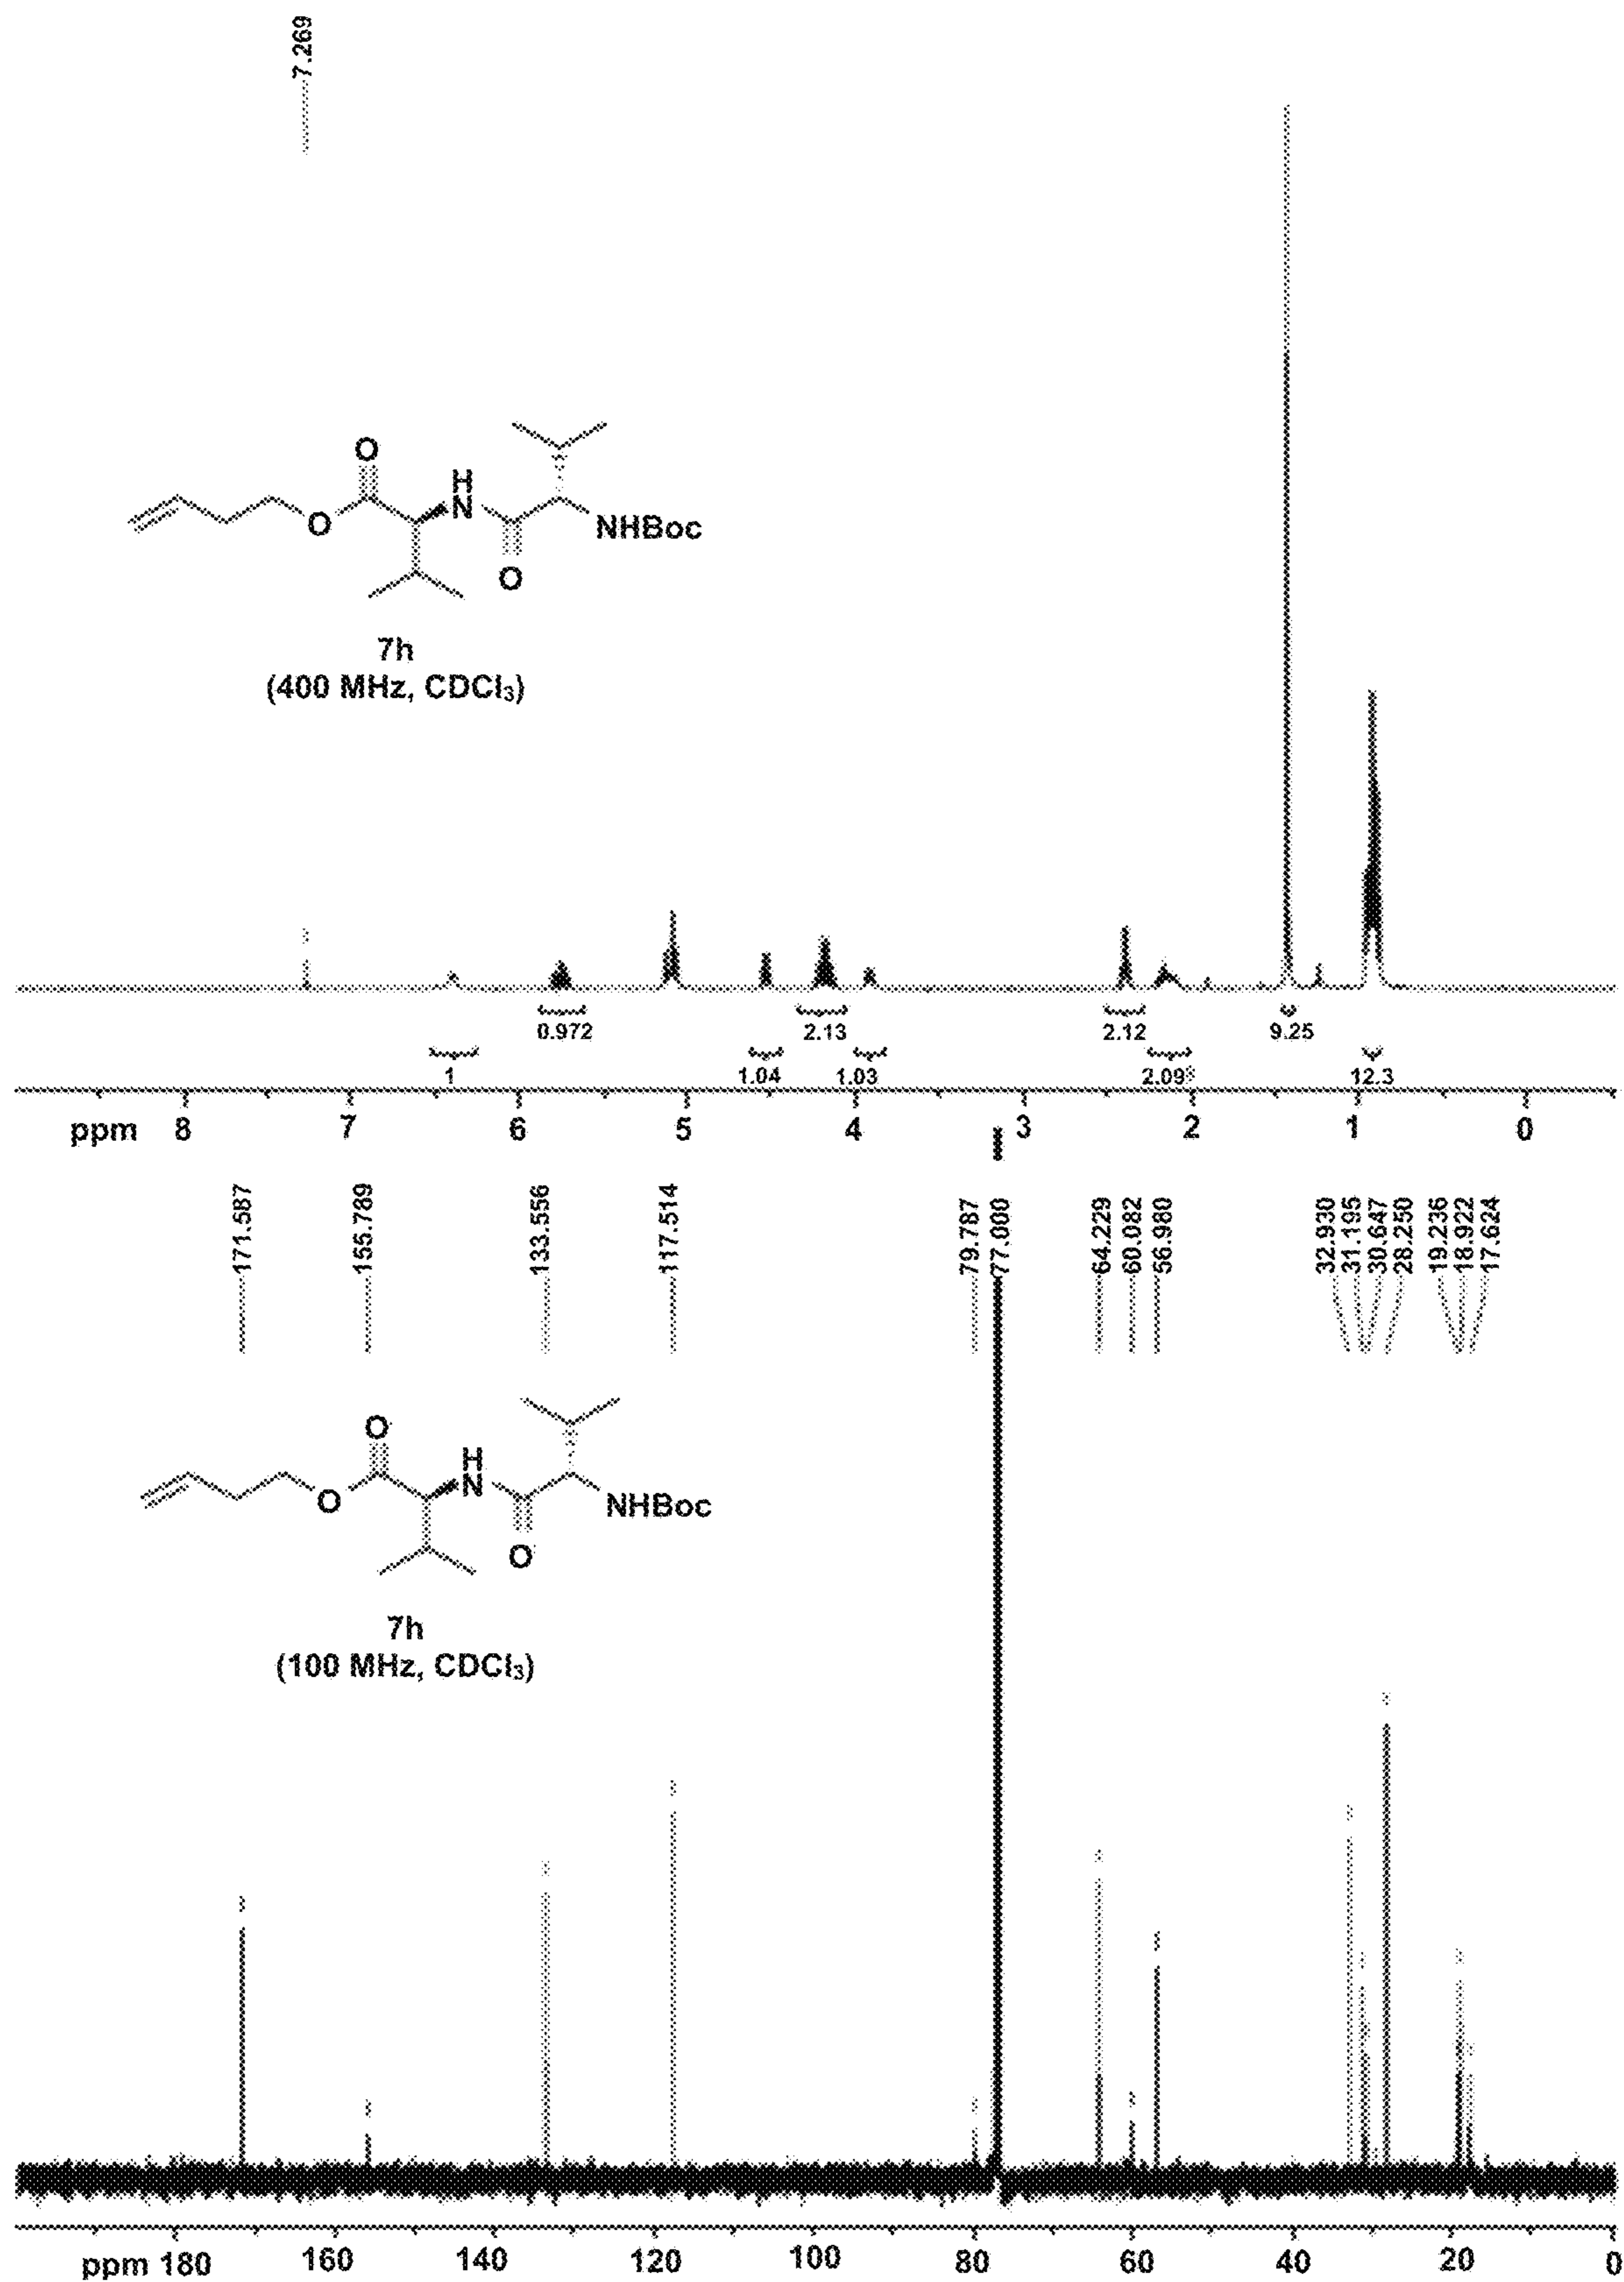 7.269
O
H
N
O
NHBoc
O
7h
(400 MHz, CDCl₃)
0.972
2.13
2.12
9.25
1
1.04
1.03
2.09
12.3
ppm 8 7 6 5 4 3 2 1 0
171.587
155.789
133.556
117.514
79.787
77.000
64.229
60.082
56.980
32.930
31.195
30.647
28.250
19.236
18.922
17.624
O
H
N
O
NHBoc
O
7h
(100 MHz, CDCl₃)
ppm 180 160 140 120 100 80 60 40 20 0